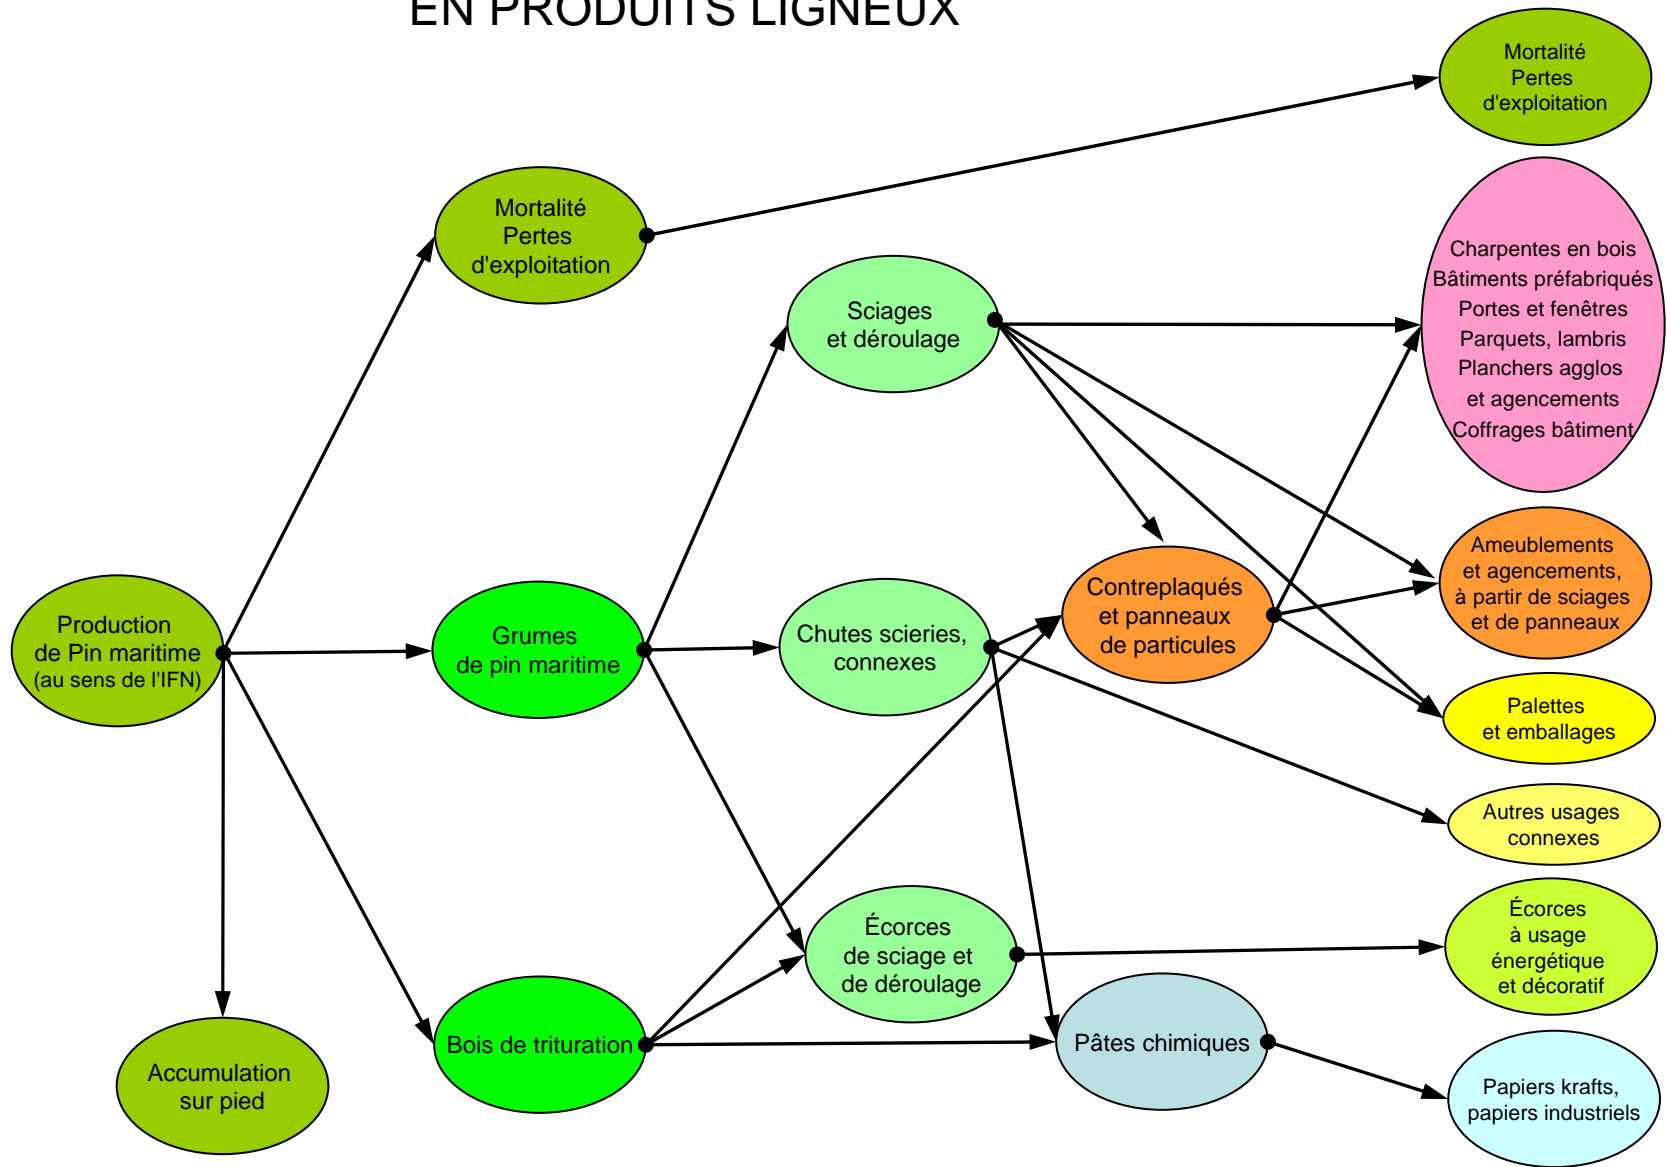 EN PRODUITS LIGNEUX
Mortalité
Pertes
d'exploitation
Mortalité
Pertes
d'exploitation
Sciages
et déroulage
Charpentes en bois
Bâtiments préfabriqués
Portes et fenêtres
Parquets, lambris
Planchers agglos
et agencements
Coffrages bâtiment
Production
de Pin maritime
(au sens de l'IFN)
Grumes
de pin maritime
Chutes scieries,
connexes
Contreplaqués
et panneaux
de particules
Ameublements
et agencements,
à partir de sciages
et de panneaux
Palettes
et emballages
Autres usages
connexes
Écorces
de sciage et
de déroulage
Écorces
à usage
énergétique
et décoratif
Accumulation
sur pied
Bois de trituration
Pâtes chimiques
Papiers krafts,
papiers industriels